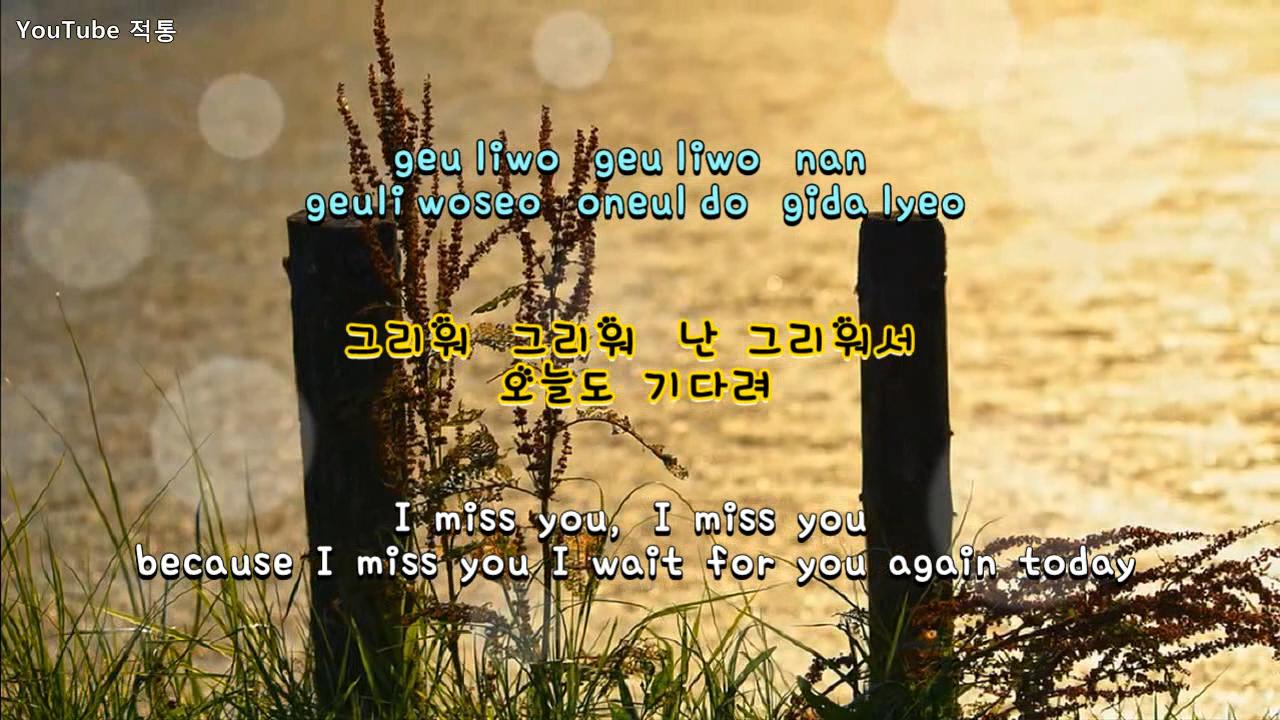 YouTube 적통
geu liwo geu liwo nan
geuli woseo oneul do gida lyeo
그리워 그리워 난 그리워서
오늘도 기다려
I miss you, I miss you
because I miss you I wait for you again today